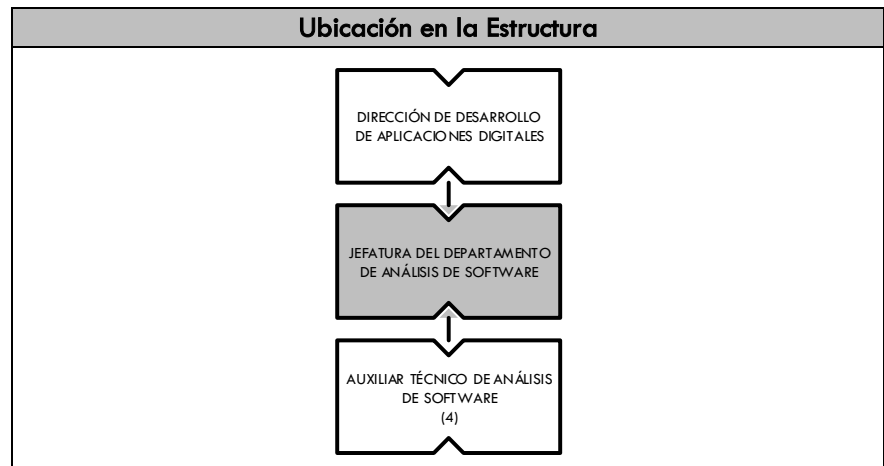 Ubicación en la Estructura
DIRECCIÓN DE DESARROLLO
DE APLICACIONES DIGITALES
JEFATURA DEL DEPARTAMENTO
DE ANÁLISIS DE SOFTWARE
AUXILIAR TÉCNICO DE ANÁLISIS
DE SOFTWARE
(4)